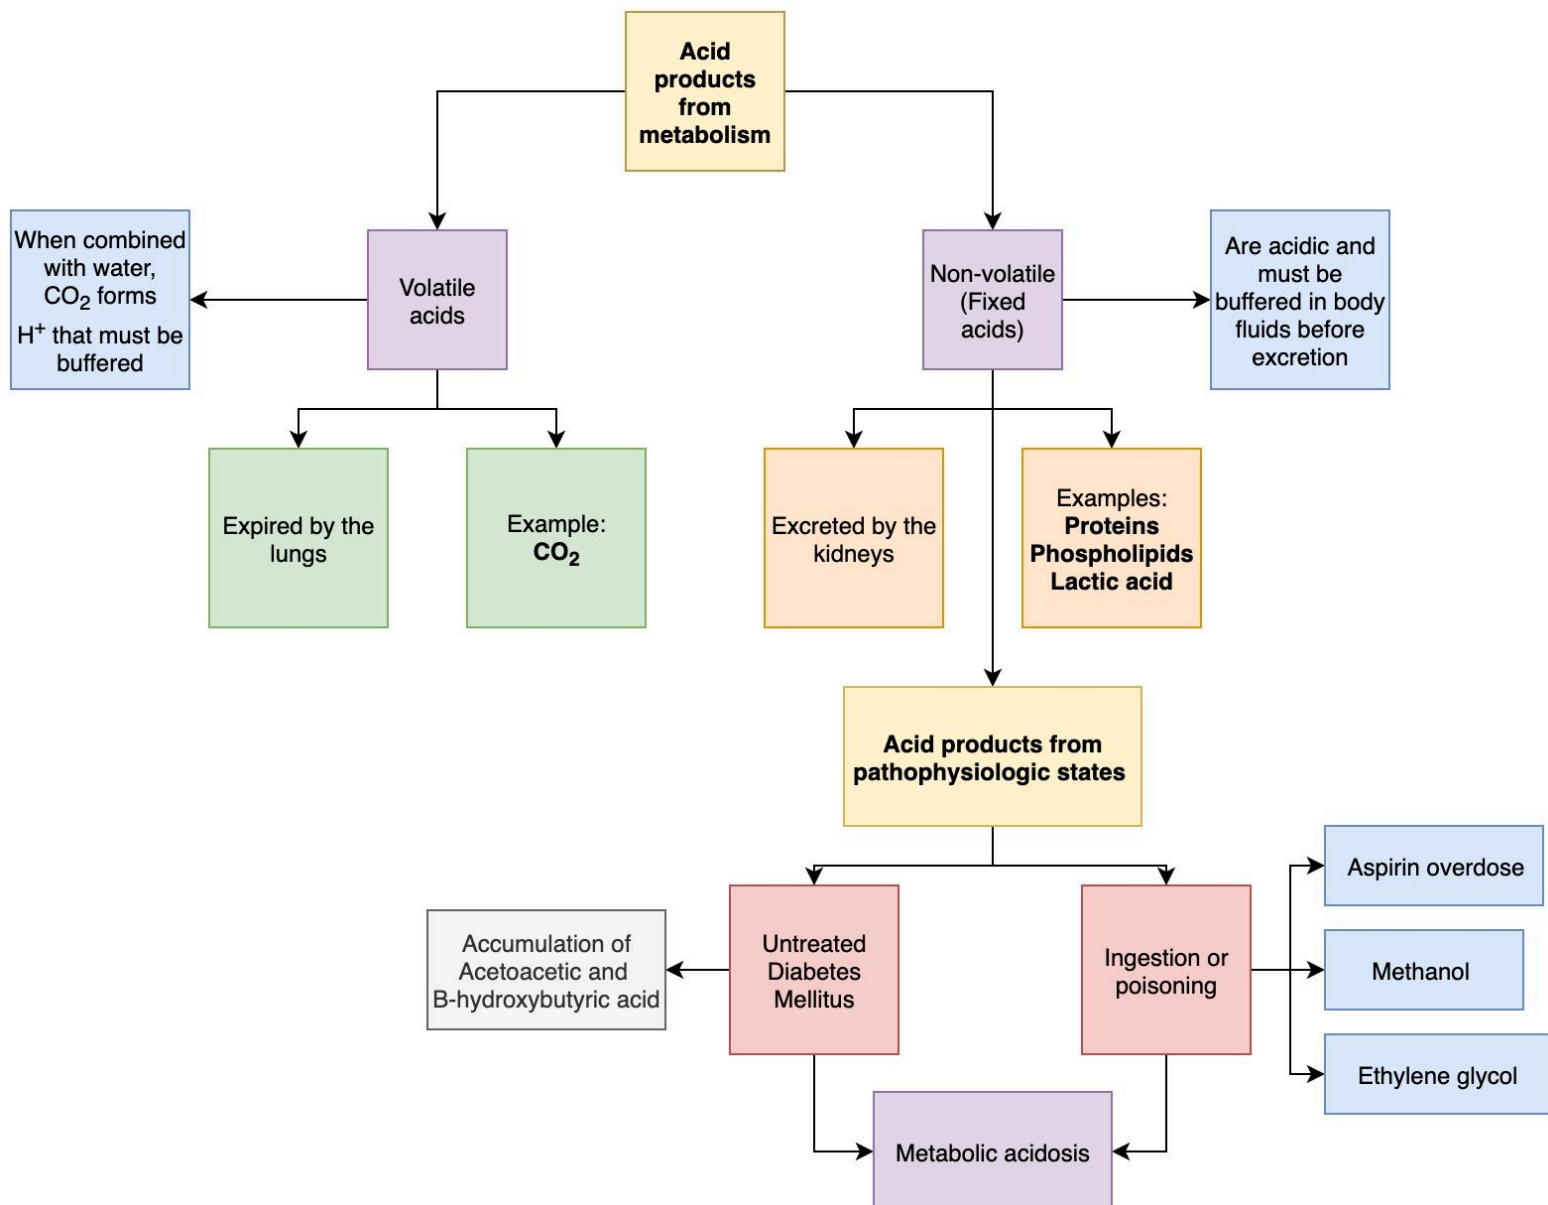 Acid
products
from
metabolism
When combined
with water,
CO₂ forms
H⁺ that must be
buffered
Volatile
acids
Non-volatile
(Fixed
acids)
Are acidic and
must be
buffered in body
fluids before
excretion
Expired by the
lungs
Example:
CO₂
Excreted by the
kidneys
Examples:
Proteins
Phospholipids
Lactic acid
Acid products from
pathophysiologic states
Accumulation of
Acetoacetic and
B-hydroxybutyric acid
Untreated
Diabetes
Mellitus
Ingestion or
poisoning
Aspirin overdose
Methanol
Ethylene glycol
Metabolic acidosis